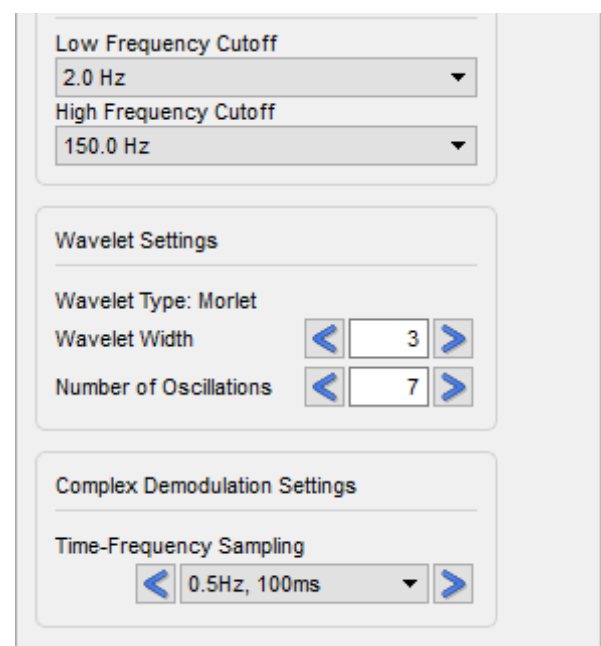 Low Frequency Cutoff
2.0 Hz
High Frequency Cutoff
150.0 Hz
Wavelet Settings
Wavelet Type: Morlet
Wavelet Width 3
Number of Oscillations 7
Complex Demodulation Settings
Time-Frequency Sampling
0.5Hz, 100ms